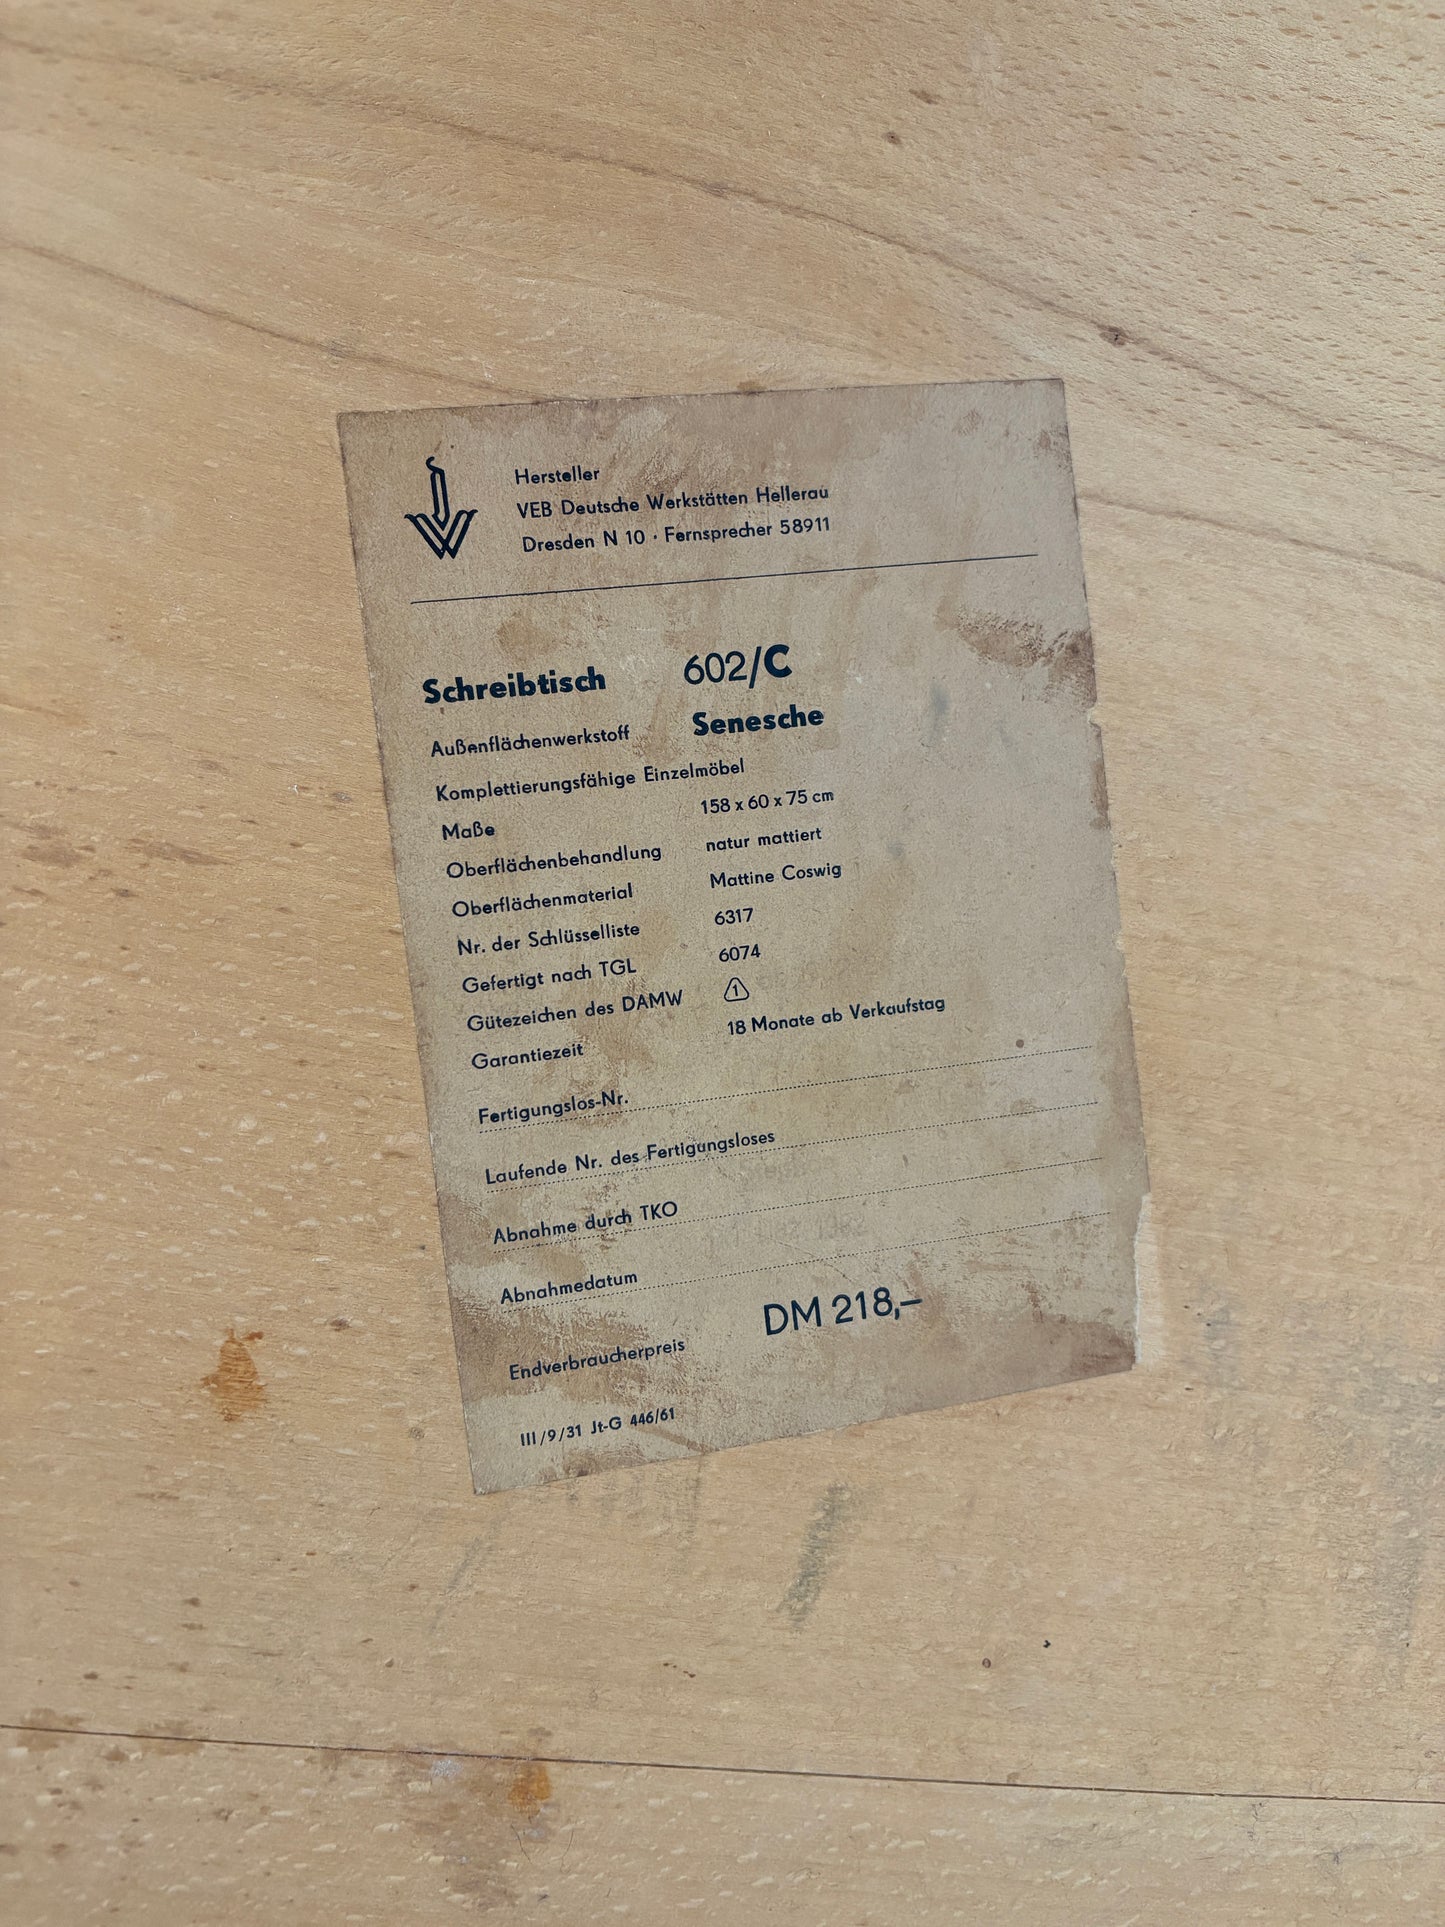 Hersteller
VEB Deutsche Werkstätten Hellerau
Dresden N 10 · Fernsprecher 58911
Schreibtisch 602/C
Außenflächenwerkstoff Senesche
Komplettierungsfähige Einzelmöbel
Maße 158 x 60 x 75 cm
Oberflächenbehandlung natur mattiert
Oberflächenmaterial Mattine Coswig
Nr. der Schlüsselliste 6317
Gefertigt nach TGL 6074
Gütezeichen des DAMW 1
Garantiezeit 18 Monate ab Verkaufstag
Fertigungslos-Nr.
Laufende Nr. des Fertigungsloses
Abnahme durch TKO
Abnahmedatum
Endverbraucherpreis DM 218,–
III/9/31 Jt-G 446/61